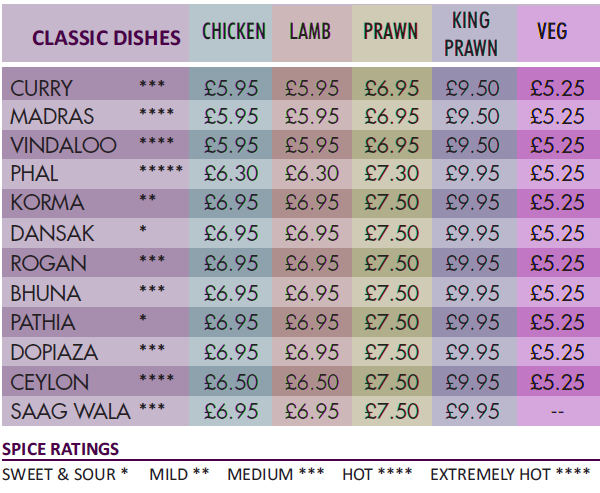 CLASSIC DISHES CHICKEN LAMB PRAWN KING PRAWN VEG
CURRY *** £5.95 £5.95 £6.95 £9.50 £5.25
MADRAS **** £5.95 £5.95 £6.95 £9.50 £5.25
VINDALOO **** £5.95 £5.95 £6.95 £9.50 £5.25
PHAL ***** £6.30 £6.30 £7.30 £9.95 £5.25
KORMA ** £6.95 £6.95 £7.50 £9.95 £5.25
DANSAK * £6.95 £6.95 £7.50 £9.95 £5.25
ROGAN *** £6.95 £6.95 £7.50 £9.95 £5.25
BHUNA *** £6.95 £6.95 £7.50 £9.95 £5.25
PATHIA * £6.95 £6.95 £7.50 £9.95 £5.25
DOPIAZA *** £6.95 £6.95 £7.50 £9.95 £5.25
CEYLON **** £6.50 £6.50 £7.50 £9.95 £5.25
SAAG WALA *** £6.95 £6.95 £7.50 £9.95 --
SPICE RATINGS
SWEET & SOUR * MILD ** MEDIUM *** HOT **** EXTREMELY HOT ****